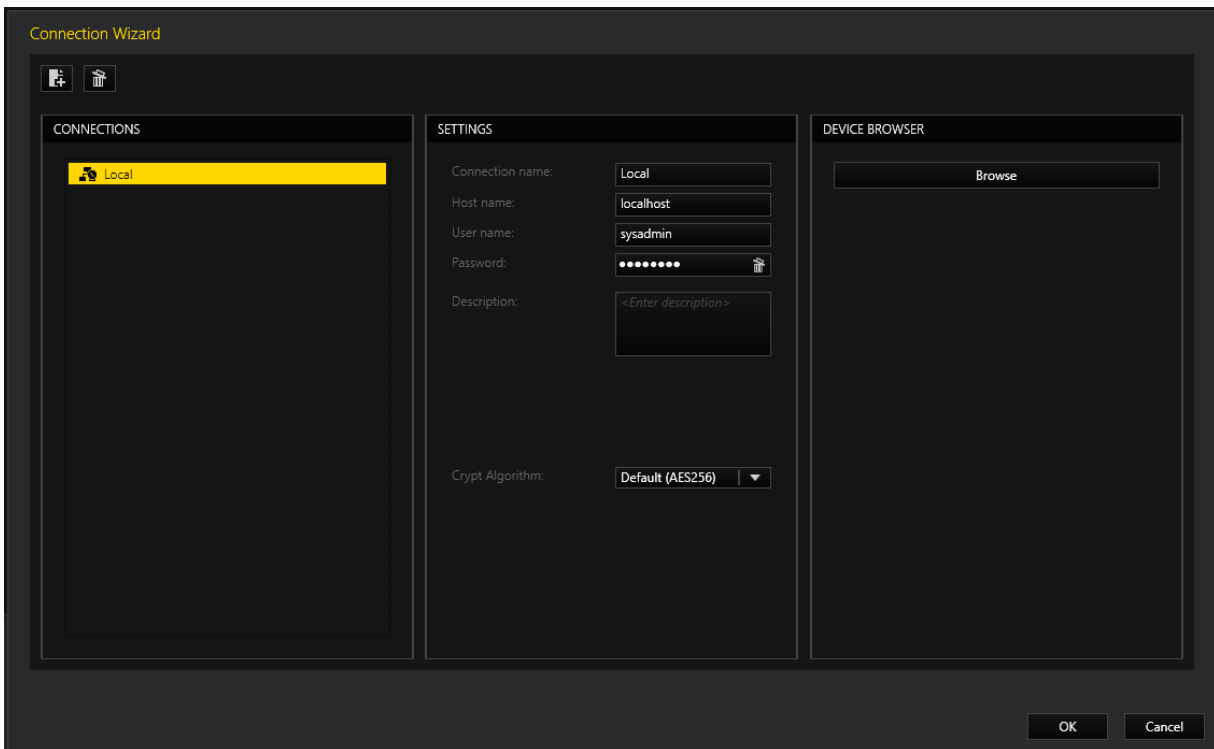 Connection Wizard
CONNECTIONS
Local
SETTINGS
Connection name: Local
Host name: localhost
User name: sysadmin
Password: ••••••••
Description: <Enter description>
Crypt Algorithm: Default (AES256)
DEVICE BROWSER
Browse
OK Cancel